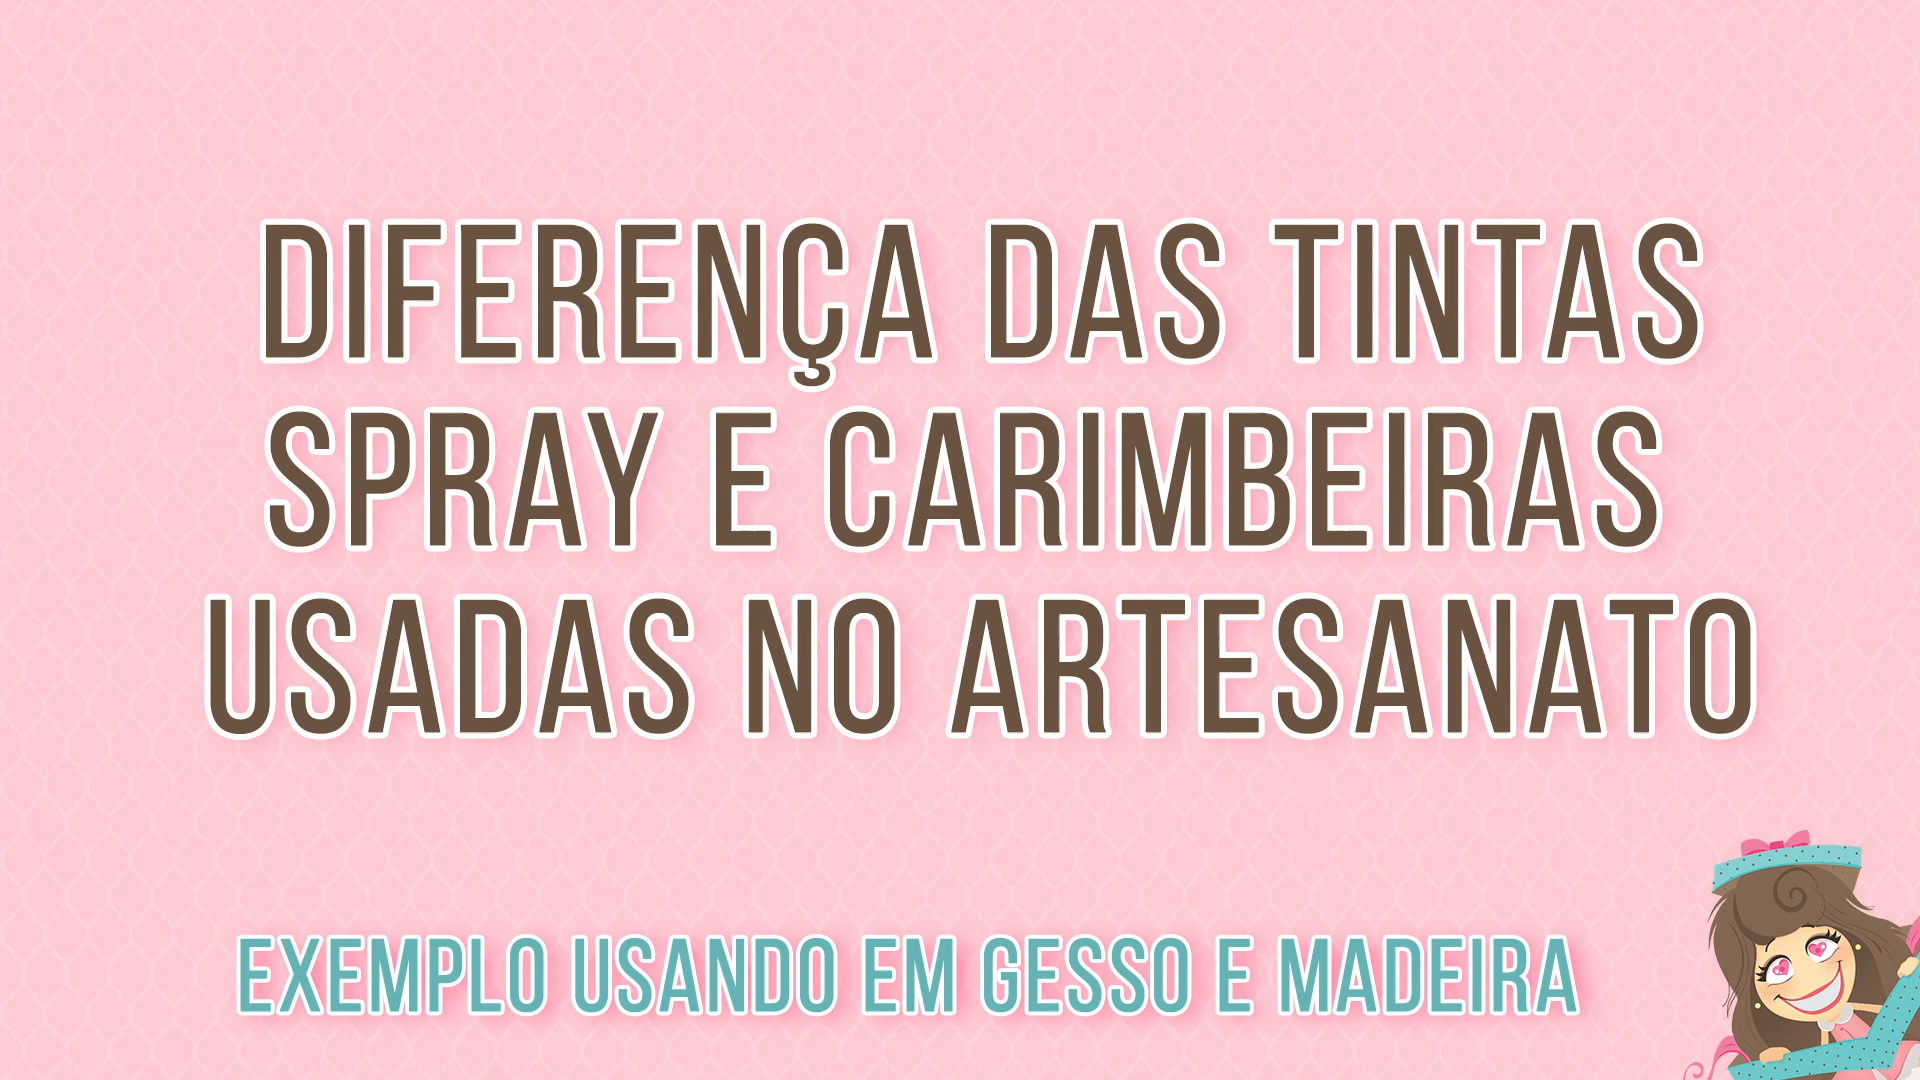 DIFERENÇA DAS TINTAS
SPRAY E CARIMBEIRAS
USADAS NO ARTESANATO
EXEMPLO USANDO EM GESSO E MADEIRA